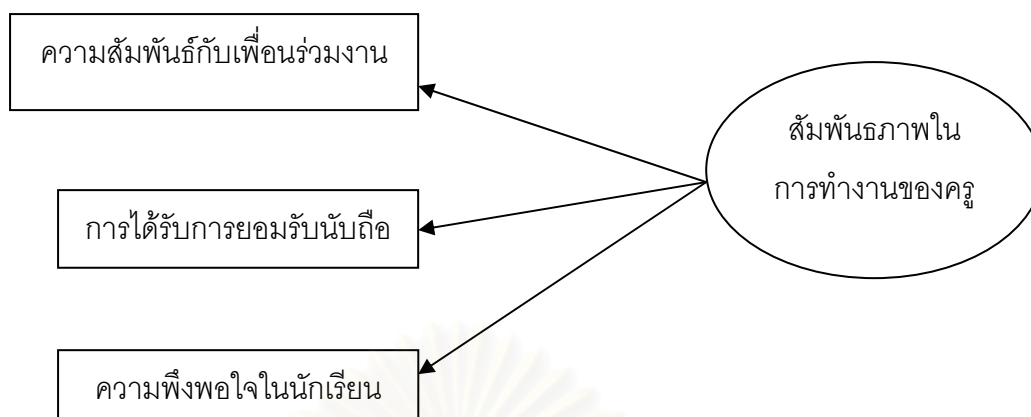 ความสัมพันธ์กับเพื่อนร่วมงาน
สัมพันธภาพใน
การทำงานของครู
การได้รับการยอมรับนับถือ
ความพึงพอใจในนักเรียน